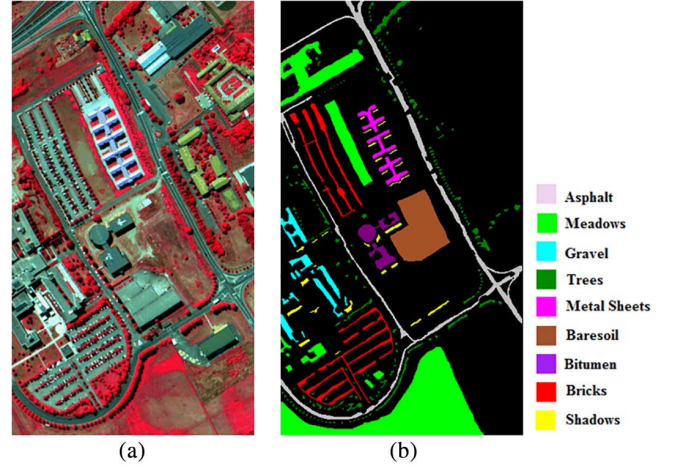 Asphalt
Meadows
Gravel
Trees
Metal Sheets
Baresoil
Bitumen
Bricks
Shadows
(a)
(b)